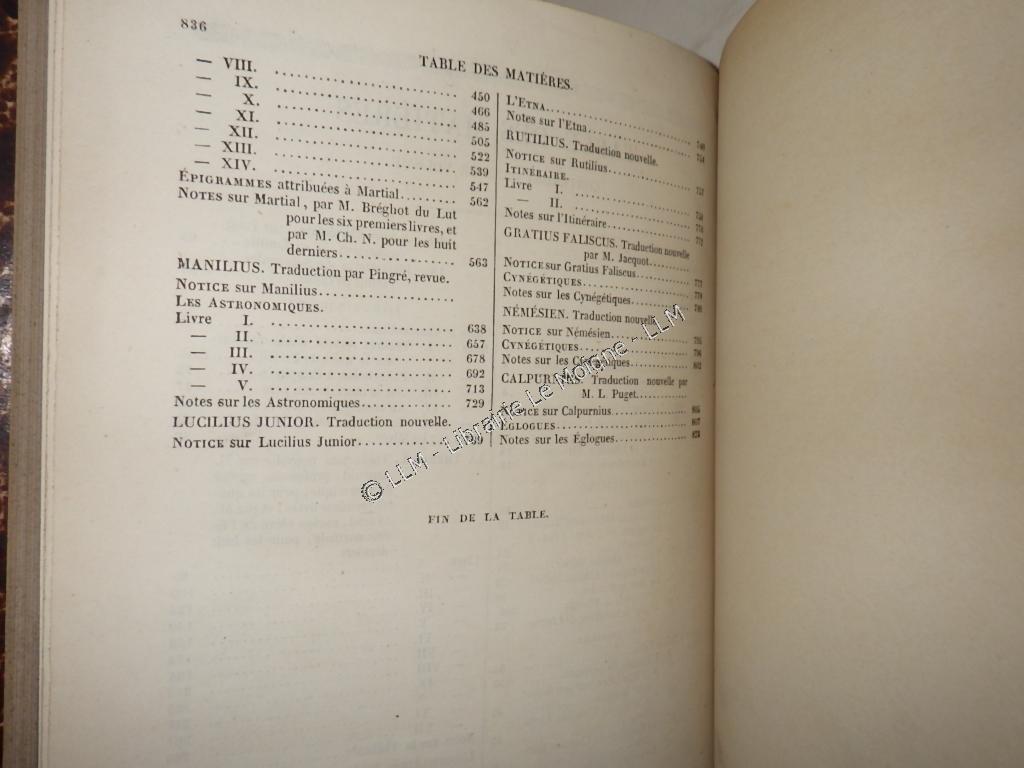 836
TABLE DES MATIÈRES.
— VIII. 450
— IX. 466
— X. 485
— XI. 505
— XII. 522
— XIII. 539
— XIV. 547
ÉPIGRAMMES attribuées à Martial. 562
NOTES sur Martial, par M. Bréghot du Lut
pour les six premiers livres, et
par M. Ch. N. pour les huit
derniers. 563
MANILIUS. Traduction par Pingré, revue.
NOTICE sur Manilius.
LES ASTRONOMIQUES.
Livre I. 638
— II. 657
— III. 678
— IV. 692
— V. 713
Notes sur les Astronomiques. 729
LUCILIUS JUNIOR. Traduction nouvelle.
NOTICE sur Lucilius Junior.
L'ETNA.
Notes sur l'Etna.
RUTILIUS. Traduction nouvelle.
NOTICE sur Rutilius.
ITINÉRAIRE.
Livre I.
— II.
Notes sur l'Itinéraire.
GRATIUS FALISCUS. Traduction nouvelle
par M. Jacquot.
NOTICE sur Gratius Faliscus.
CYNÉGÉTIQUES.
Notes sur les Cynégétiques.
NÉMÉSIEN. Traduction nouvelle.
NOTICE sur Némésien
CYNÉGÉTIQUES.
Notes sur les Cynégétiques.
CALPURNIUS. Traduction nouvelle par
M. L. Puget.
NOTICE sur Calpurnius
ÉGLOGUES.
Notes sur les Églogues.
FIN DE LA TABLE.
© LLM - Librairie Le Moigne - LLM